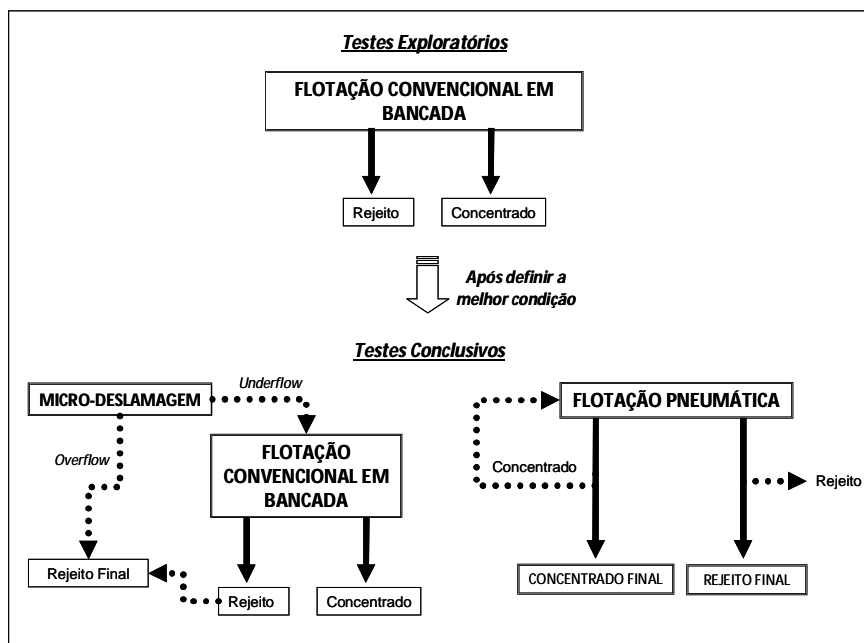 Testes Exploratórios
FLOTAÇÃO CONVENCIONAL EM
BANCADA
Rejeito
Concentrado
Após definir a
melhor condição
Testes Conclusivos
Underflow
MICRO-DESLAMAGEM
Overflow
FLOTAÇÃO
CONVENCIONAL EM
BANCADA
Rejeito Final
Rejeito
Concentrado
FLOTAÇÃO PNEUMÁTICA
Concentrado
Rejeito
CONCENTRADO FINAL
REJEITO FINAL